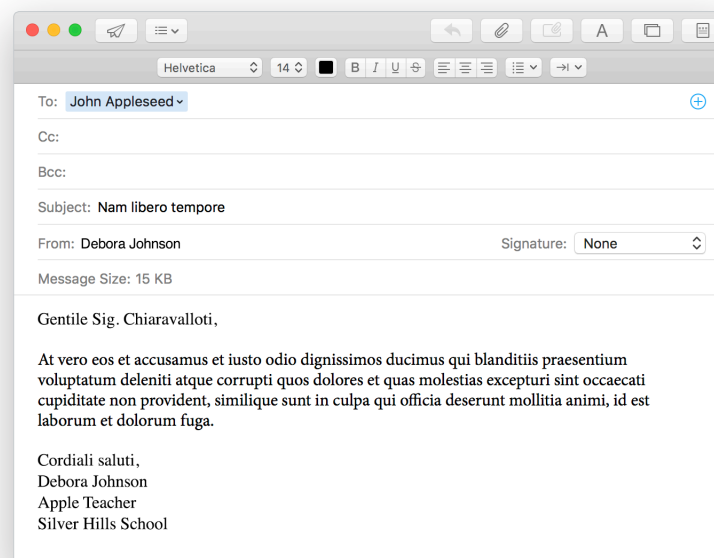 Helvetica 14 B I U S
To: John Appleseed
Cc:
Bcc:
Subject: Nam libero tempore
From: Debora Johnson Signature: None
Message Size: 15 KB
Gentile Sig. Chiaravalloti,
At vero eos et accusamus et iusto odio dignissimos ducimus qui blanditiis praesentium
voluptatum deleniti atque corrupti quos dolores et quas molestias excepturi sint occaecati
cupiditate non provident, similique sunt in culpa qui officia deserunt mollitia animi, id est
laborum et dolorum fuga.
Cordiali saluti,
Debora Johnson
Apple Teacher
Silver Hills School